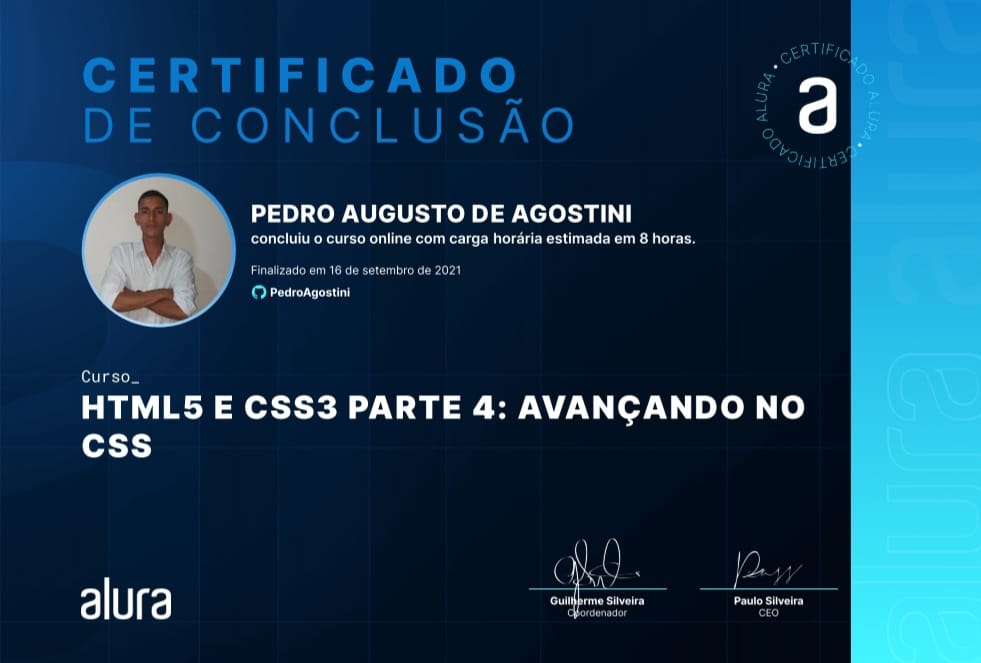 CERTIFICADO
DE CONCLUSÃO
CERTIFICADO ALURA • CERTIFICADO ALURA •
a
PEDRO AUGUSTO DE AGOSTINI
concluiu o curso online com carga horária estimada em 8 horas.
Finalizado em 16 de setembro de 2021
PedroAgostini
Curso_
HTML5 E CSS3 PARTE 4: AVANÇANDO NO
CSS
alura
Guilherme Silveira
Coordenador
Paulo Silveira
CEO
alura alura alura